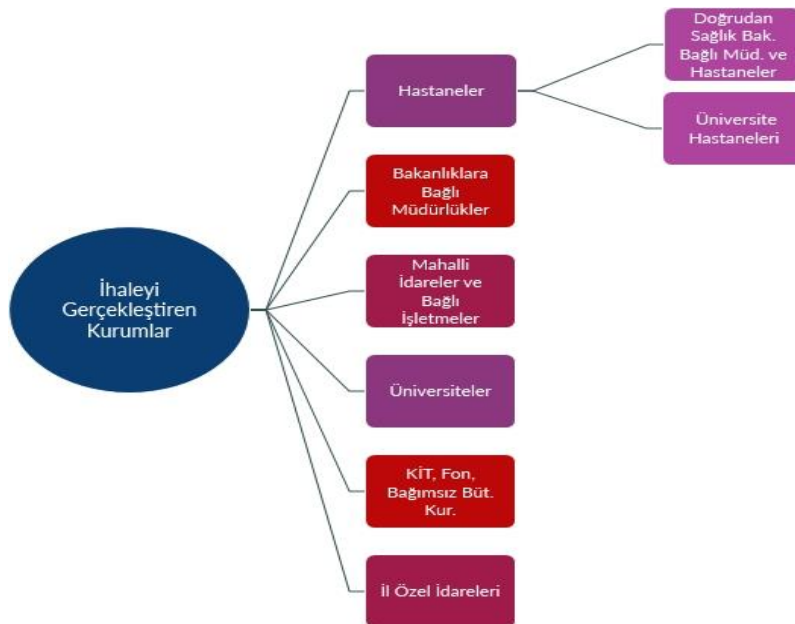 İhaleyi
Gerçekleştiren
Kurumlar
Hastaneler
Doğrudan
Sağlık Bak.
Bağlı Müd. ve
Hastaneler
Üniversite
Hastaneleri
Bakanlıklara
Bağlı
Müdürlükler
Mahalli
İdareler ve
Bağlı
İşletmeler
Üniversiteler
KİT, Fon,
Bağımsız Büt.
Kur.
İl Özel İdareleri